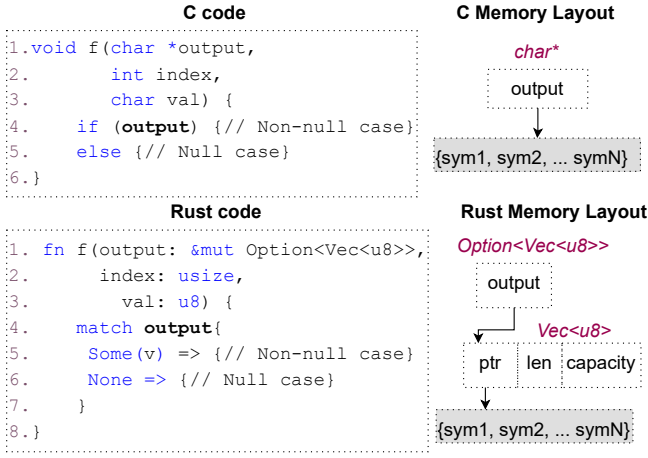 C code
1.void f(char *output,
2. int index,
3. char val) {
4. if (output) {// Non-null case}
5. else {// Null case}
6.}
C Memory Layout
char*
output
{sym1, sym2, ... symN}
Rust code
1. fn f(output: &mut Option<Vec<u8>>,
2. index: usize,
3. val: u8) {
4. match output{
5. Some(v) => {// Non-null case}
6. None => {// Null case}
7. }
8.}
Rust Memory Layout
Option<Vec<u8>>
output
Vec<u8>
ptr len capacity
{sym1, sym2, ... symN}